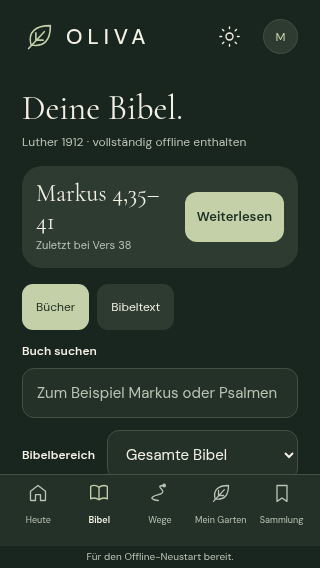 OLIVA
M
Deine Bibel.
Luther 1912 · vollständig offline enthalten
Markus 4,35–
41
Zuletzt bei Vers 38
Weiterlesen
Bücher
Bibeltext
Buch suchen
Zum Beispiel Markus oder Psalmen
Bibelbereich
Gesamte Bibel
Heute
Bibel
Wege
Mein Garten
Sammlung
Für den Offline-Neustart bereit.